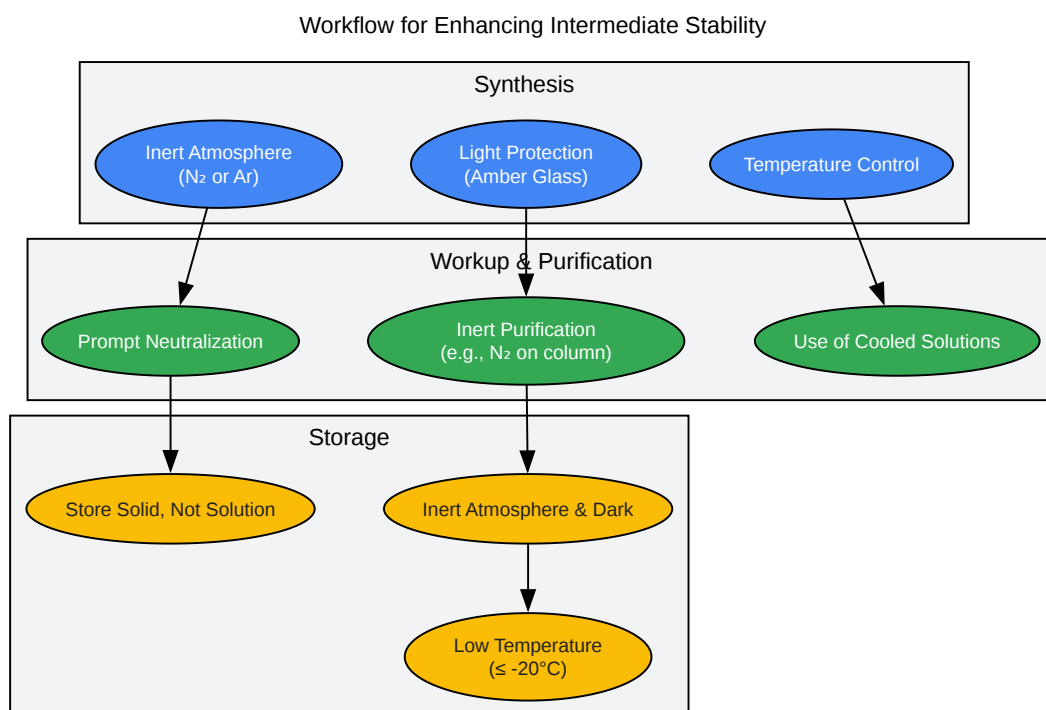 Workflow for Enhancing Intermediate Stability
Synthesis
Inert Atmosphere
(N₂ or Ar)
Light Protection
(Amber Glass)
Temperature Control
Workup & Purification
Prompt Neutralization
Inert Purification
(e.g., N₂ on column)
Use of Cooled Solutions
Storage
Store Solid, Not Solution
Inert Atmosphere & Dark
Low Temperature
(≤ -20°C)